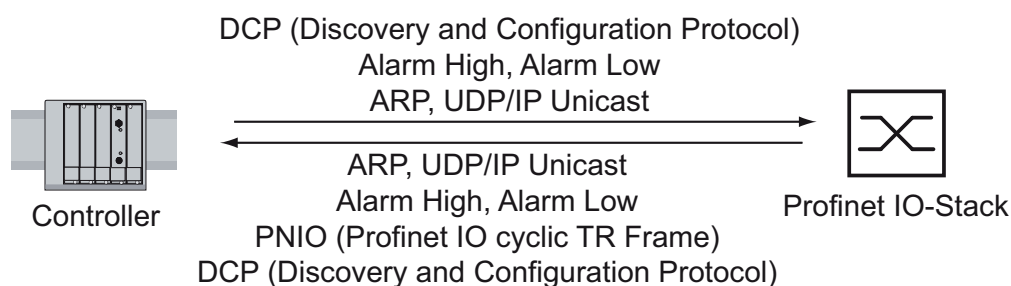 DCP (Discovery and Configuration Protocol)
Alarm High, Alarm Low
ARP, UDP/IP Unicast
ARP, UDP/IP Unicast
Alarm High, Alarm Low
PNIO (Profinet IO cyclic TR Frame)
DCP (Discovery and Configuration Protocol)
Controller
Profinet IO-Stack